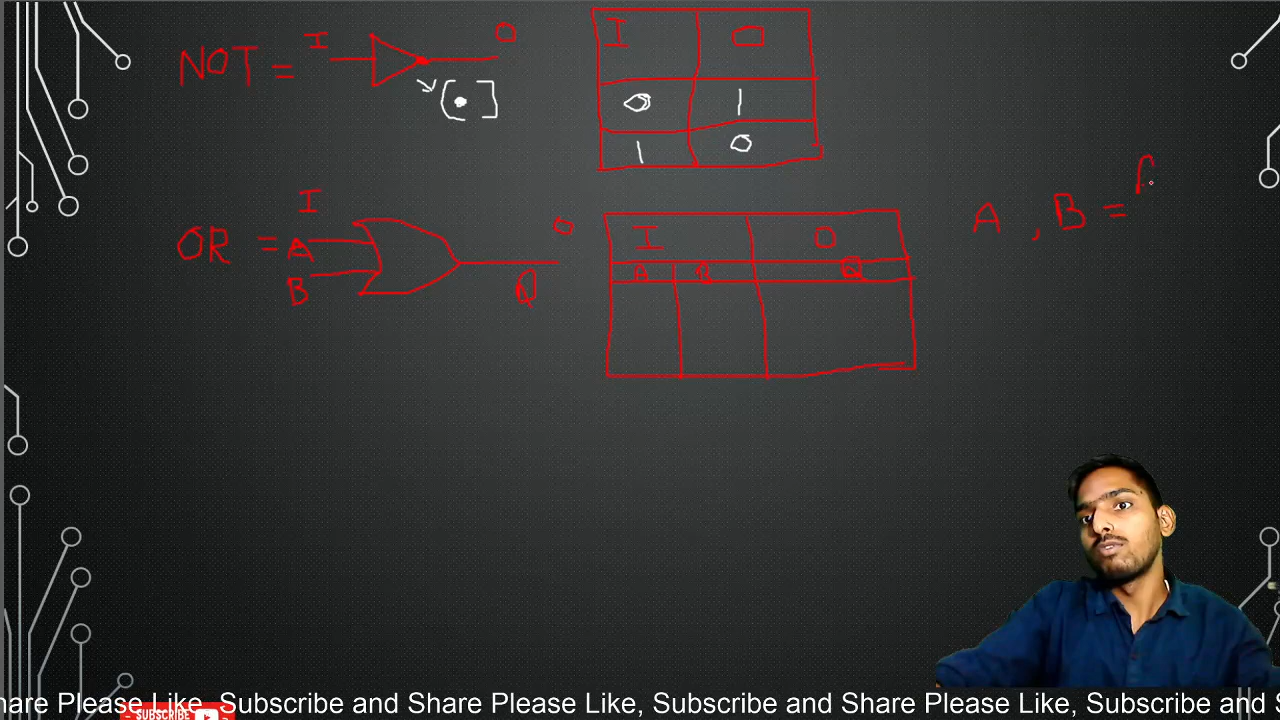 NOT = I O
[•]
I O
0 1
1 0
OR = I O
A
B Q
I O
A B Q
A , B =
hare Please Like, Subscribe and Share Please Like, Subscribe and Share Please Like, Subscribe and S
SUBSCRIBE